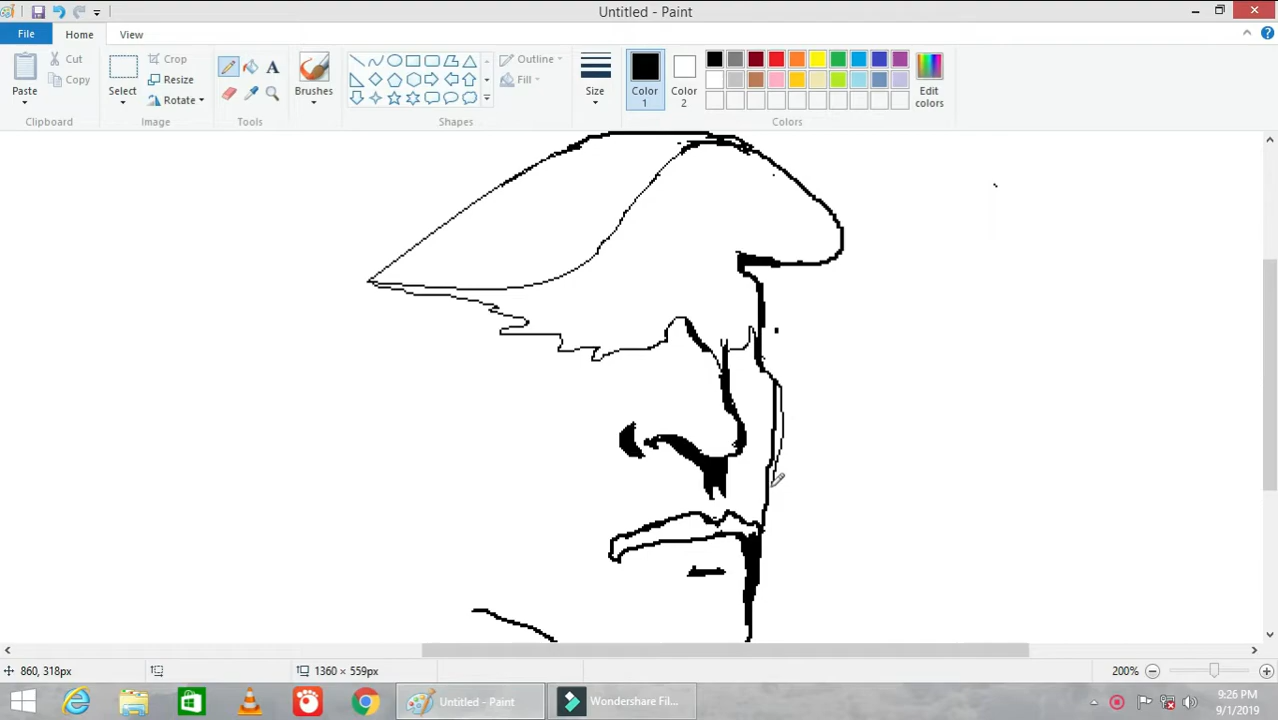 Untitled - Paint
File
Home
View
Paste
Cut
Copy
Clipboard
Select
Crop
Resize
Rotate
Image
A
Tools
Brushes
Outline
Fill
Shapes
Size
Color
1
Color
2
Edit
colors
Colors
860, 318px
1360 × 559px
200%
Untitled - Paint
Wondershare Fil...
9:26 PM
9/1/2019